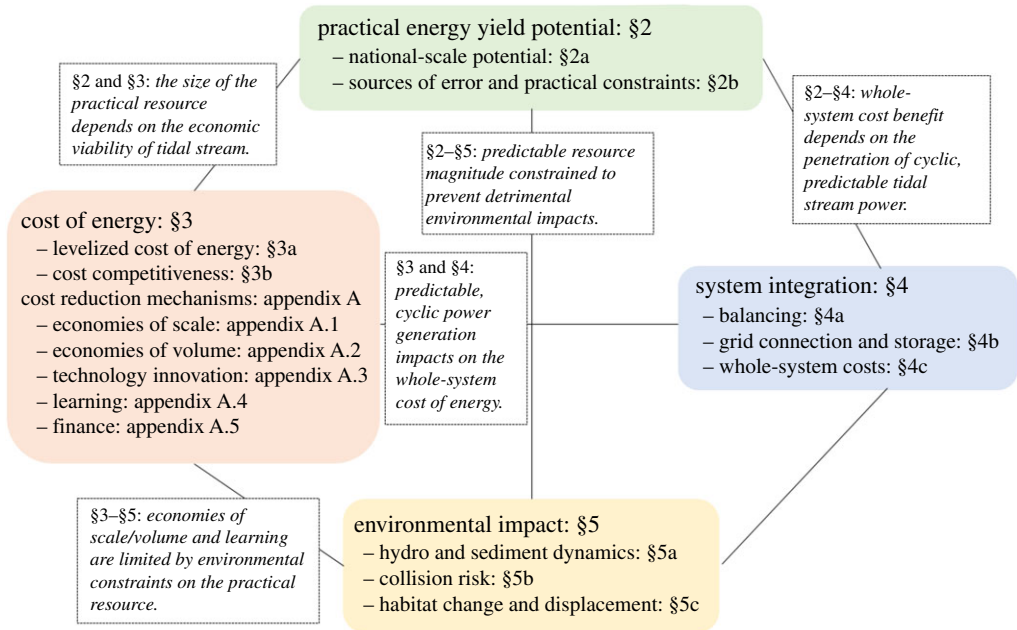 practical energy yield potential: §2
– national-scale potential: §2a
– sources of error and practical constraints: §2b
§2 and §3: the size of the
practical resource
depends on the economic
viability of tidal stream.
§2–§5: predictable resource
magnitude constrained to
prevent detrimental
environmental impacts.
§2–§4: whole-
system cost benefit
depends on the
penetration of cyclic,
predictable tidal
stream power.
cost of energy: §3
– levelized cost of energy: §3a
– cost competitiveness: §3b
cost reduction mechanisms: appendix A
– economies of scale: appendix A.1
– economies of volume: appendix A.2
– technology innovation: appendix A.3
– learning: appendix A.4
– finance: appendix A.5
§3 and §4:
predictable,
cyclic power
generation
impacts on the
whole-system
cost of energy.
system integration: §4
– balancing: §4a
– grid connection and storage: §4b
– whole-system costs: §4c
§3–§5: economies of
scale/volume and learning
are limited by environmental
constraints on the practical
resource.
environmental impact: §5
– hydro and sediment dynamics: §5a
– collision risk: §5b
– habitat change and displacement: §5c